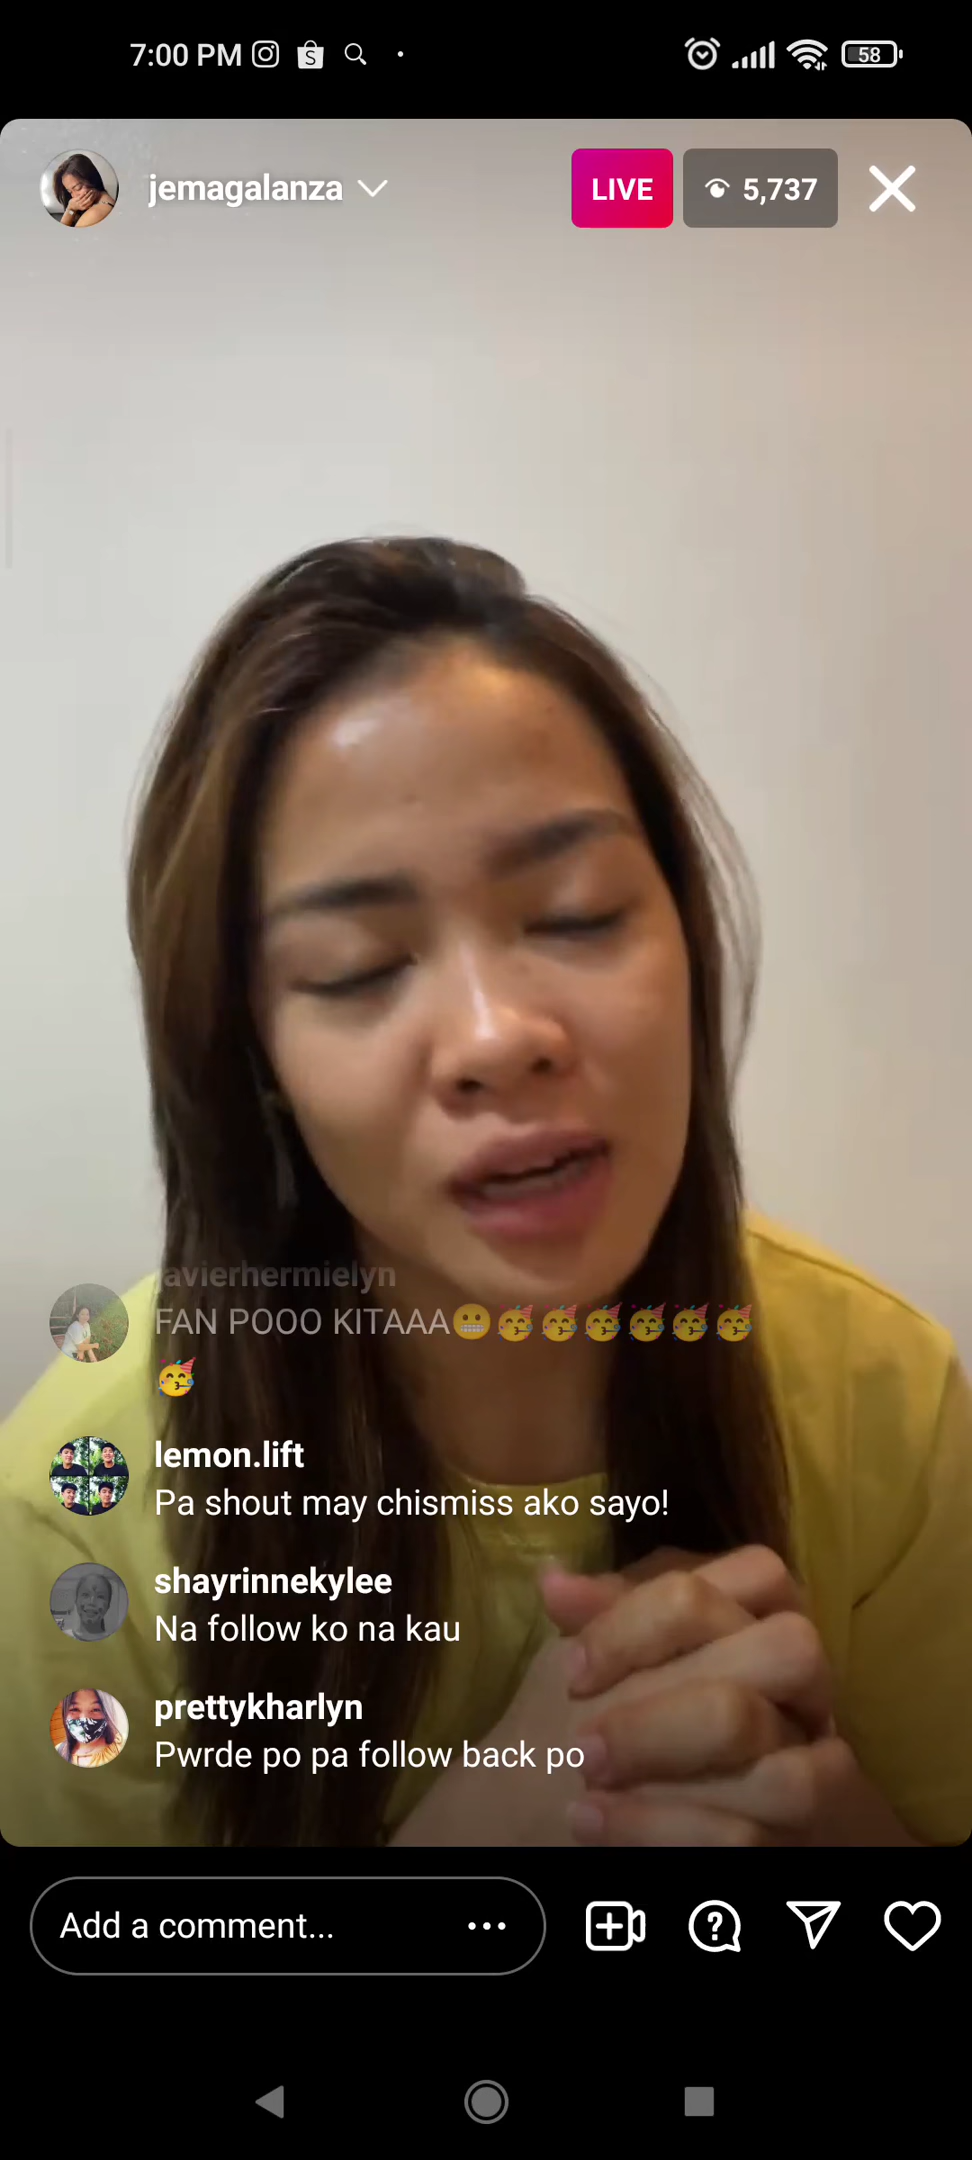 7:00 PM
58
jemagalanza
LIVE
5,737
javierhermielyn
FAN POOO KITAAA😬🥳🥳🥳🥳🥳🥳
🥳
lemon.lift
Pa shout may chismiss ako sayo!
shayrinnekylee
Na follow ko na kau
prettykharlyn
Pwrde po pa follow back po
Add a comment...